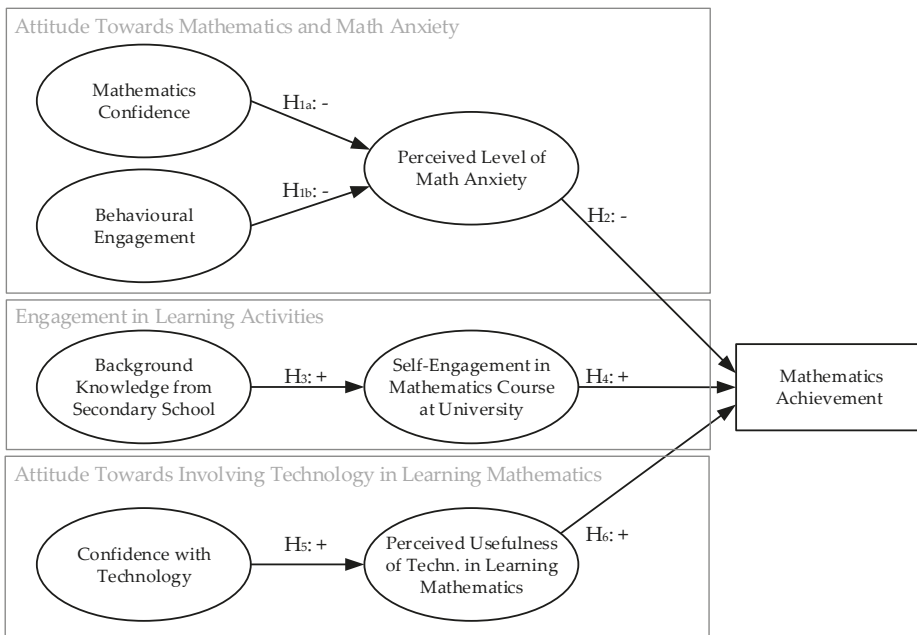 Attitude Towards Mathematics and Math Anxiety
Mathematics
Confidence
H1a: -
Perceived Level of
Math Anxiety
Behavioural
Engagement
H1b: -
H2: -
Engagement in Learning Activities
Background
Knowledge from
Secondary School
H3: +
Self-Engagement in
Mathematics Course
at University
H4: +
Mathematics
Achievement
Attitude Towards Involving Technology in Learning Mathematics
Confidence with
Technology
H5: +
Perceived Usefulness
of Techn. in Learning
Mathematics
H6: +